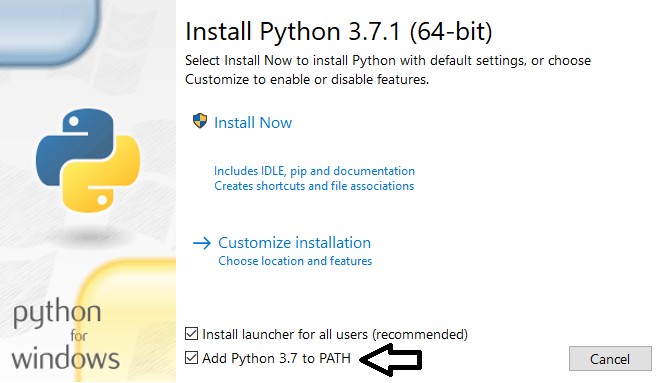 Install Python 3.7.1 (64-bit)
Select Install Now to install Python with default settings, or choose
Customize to enable or disable features.
Install Now
Includes IDLE, pip and documentation
Creates shortcuts and file associations
Customize installation
Choose location and features
python
for
windows
Install launcher for all users (recommended)
Add Python 3.7 to PATH
Cancel